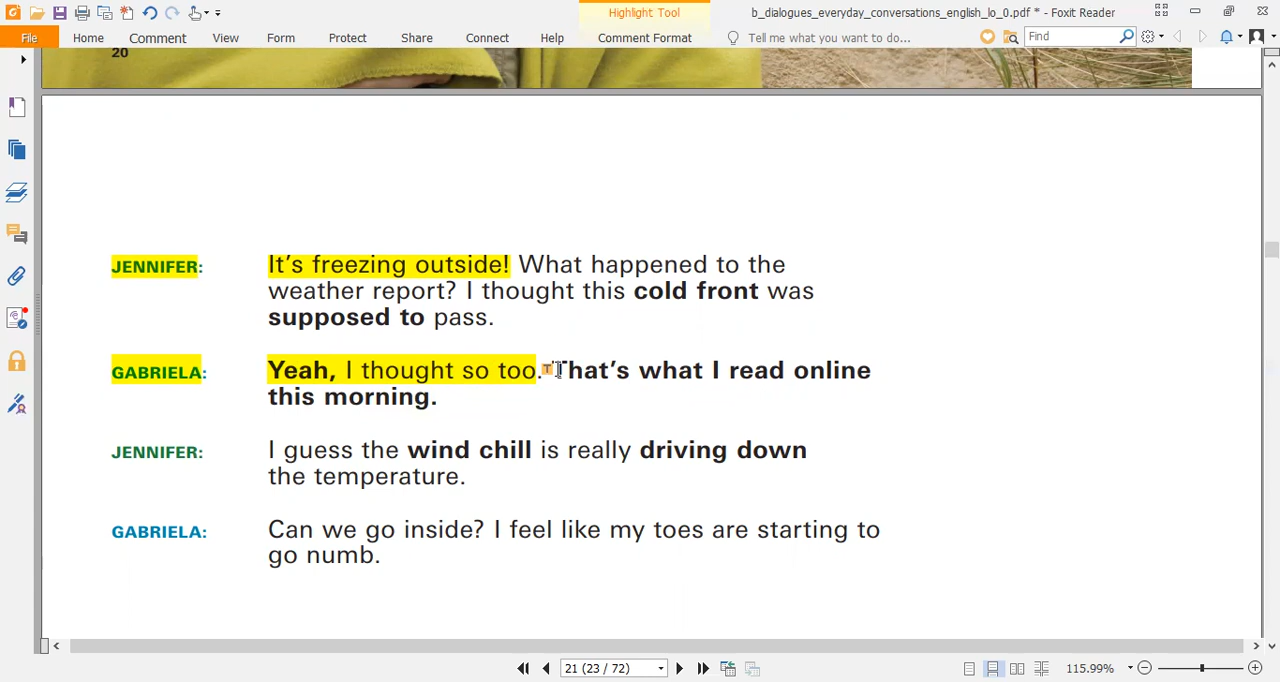 Highlight Tool
b_dialogues_everyday_conversations_english_lo_0.pdf * - Foxit Reader
File Home Comment View Form Protect Share Connect Help Comment Format Tell me what you want to do... Find
20
JENNIFER: It's freezing outside! What happened to the
weather report? I thought this cold front was
supposed to pass.
GABRIELA: Yeah, I thought so too. That's what I read online
this morning.
JENNIFER: I guess the wind chill is really driving down
the temperature.
GABRIELA: Can we go inside? I feel like my toes are starting to
go numb.
21 (23 / 72) 115.99%